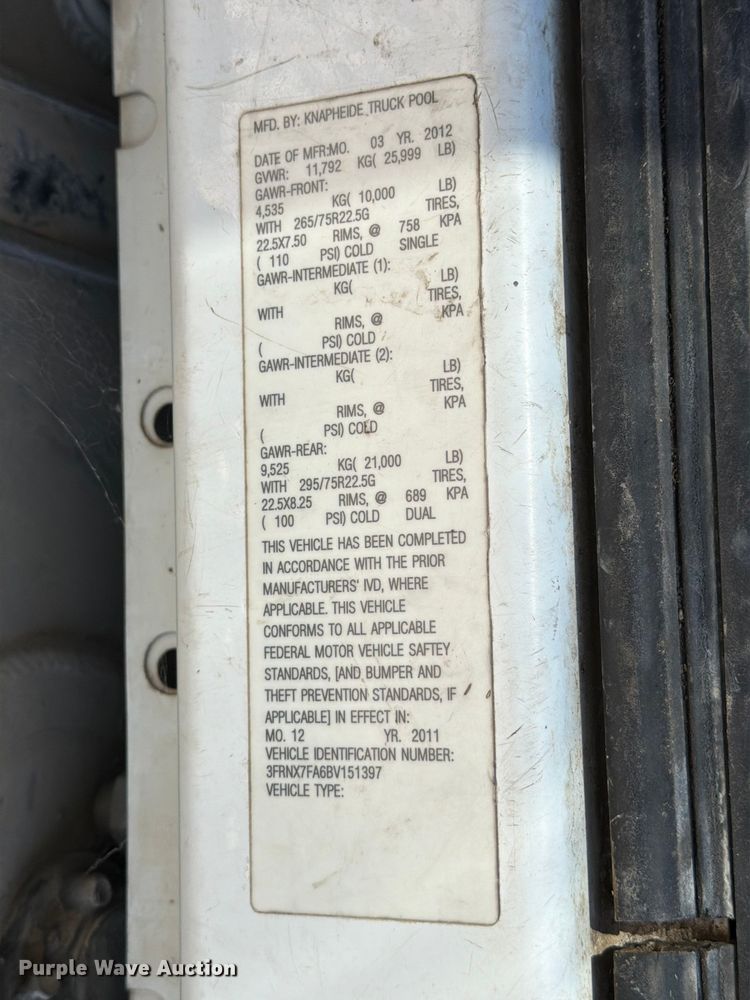 MFD. BY: KNAPHEIDE TRUCK POOL
DATE OF MFR:MO. 03 YR. 2012
GVWR: 11,792 KG( 25,999 LB)
GAWR-FRONT:
4,535 KG( 10,000 LB)
WITH 265/75R22.5G TIRES,
22.5X7.50 RIMS, @ 758 KPA
( 110 PSI) COLD SINGLE
GAWR-INTERMEDIATE (1):
KG( LB)
WITH TIRES,
RIMS, @ KPA
( PSI) COLD
GAWR-INTERMEDIATE (2):
KG( LB)
WITH TIRES,
RIMS, @ KPA
( PSI) COLD
GAWR-REAR:
9,525 KG( 21,000 LB)
WITH 295/75R22.5G TIRES,
22.5X8.25 RIMS, @ 689 KPA
( 100 PSI) COLD DUAL
THIS VEHICLE HAS BEEN COMPLETED
IN ACCORDANCE WITH THE PRIOR
MANUFACTURERS' IVD, WHERE
APPLICABLE. THIS VEHICLE
CONFORMS TO ALL APPLICABLE
FEDERAL MOTOR VEHICLE SAFTEY
STANDARDS, [AND BUMPER AND
THEFT PREVENTION STANDARDS, IF
APPLICABLE] IN EFFECT IN:
MO. 12 YR. 2011
VEHICLE IDENTIFICATION NUMBER:
3FRNX7FA6BV151397
VEHICLE TYPE:
Purple Wave Auction